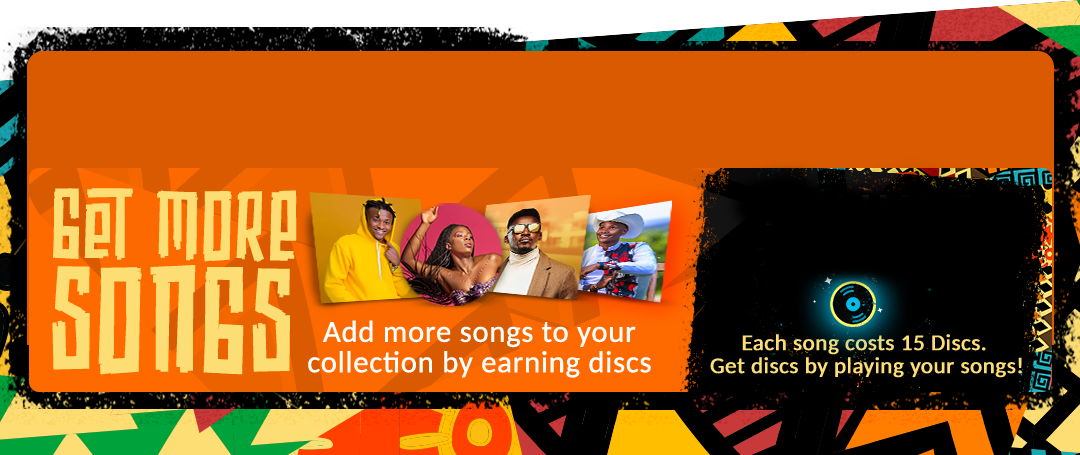 GET MORE
SONGS
Add more songs to your
collection by earning discs
Each song costs 15 Discs.
Get discs by playing your songs!